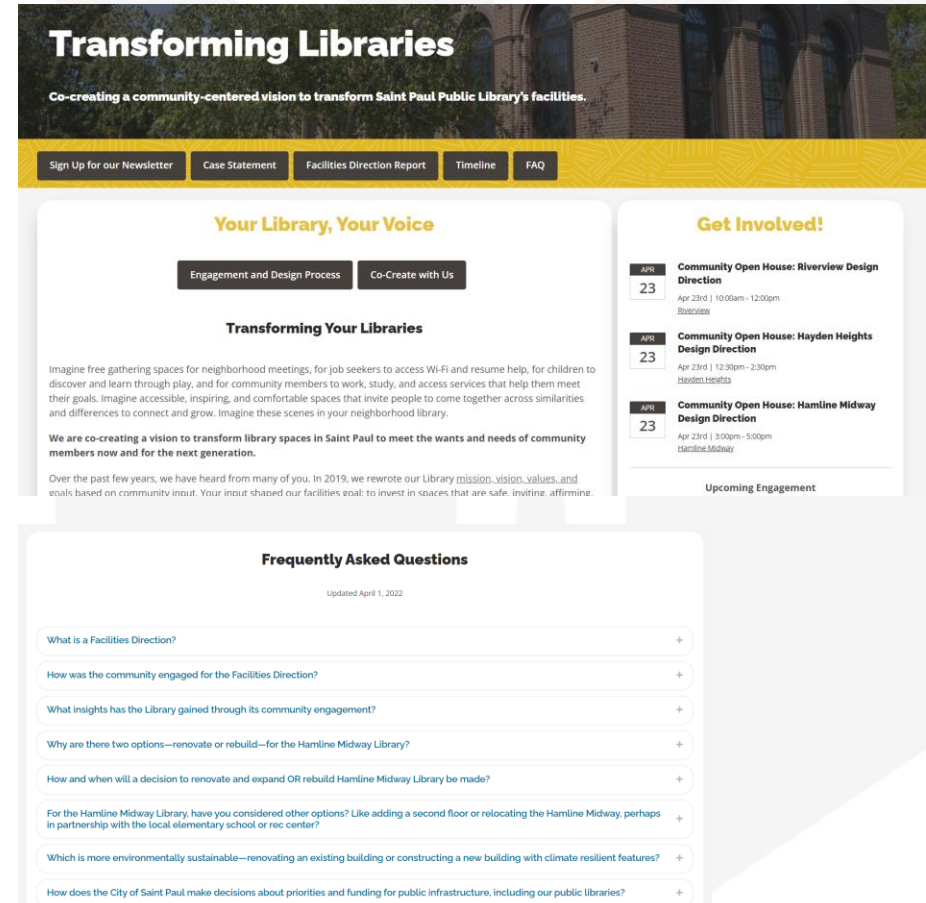 Transforming Libraries
Co-creating a community-centered vision to transform Saint Paul Public Library's facilities.
Sign Up for our Newsletter
Case Statement
Facilities Direction Report
Timeline
FAQ
Your Library, Your Voice
Engagement and Design Process
Co-Create with Us
Transforming Your Libraries
Imagine free gathering spaces for neighborhood meetings, for job seekers to access Wi-Fi and resume help, for children to
discover and learn through play, and for community members to work, study, and access services that help them meet
their goals. Imagine accessible, inspiring, and comfortable spaces that invite people to come together across similarities
and differences to connect and grow. Imagine these scenes in your neighborhood library.
We are co-creating a vision to transform library spaces in Saint Paul to meet the wants and needs of community
members now and for the next generation.
Over the past few years, we have heard from many of you. In 2019, we rewrote our Library mission, vision, values, and
goals based on community input. Your input shaped our facilities goal: to invest in spaces that are safe, inviting, affirming,
Get Involved!
APR
23
Community Open House: Riverview Design
Direction
Apr 23rd | 10:00am - 12:00pm
Riverview
APR
23
Community Open House: Hayden Heights
Design Direction
Apr 23rd | 12:30pm - 2:30pm
Hayden Heights
APR
23
Community Open House: Hamline Midway
Design Direction
Apr 23rd | 3:00pm - 5:00pm
Hamline Midway
Upcoming Engagement
Frequently Asked Questions
Updated April 1, 2022
What is a Facilities Direction?
How was the community engaged for the Facilities Direction?
What insights has the Library gained through its community engagement?
Why are there two options—renovate or rebuild—for the Hamline Midway Library?
How and when will a decision to renovate and expand OR rebuild Hamline Midway Library be made?
For the Hamline Midway Library, have you considered other options? Like adding a second floor or relocating the Hamline Midway, perhaps
in partnership with the local elementary school or rec center?
Which is more environmentally sustainable—renovating an existing building or constructing a new building with climate resilient features?
How does the City of Saint Paul make decisions about priorities and funding for public infrastructure, including our public libraries?